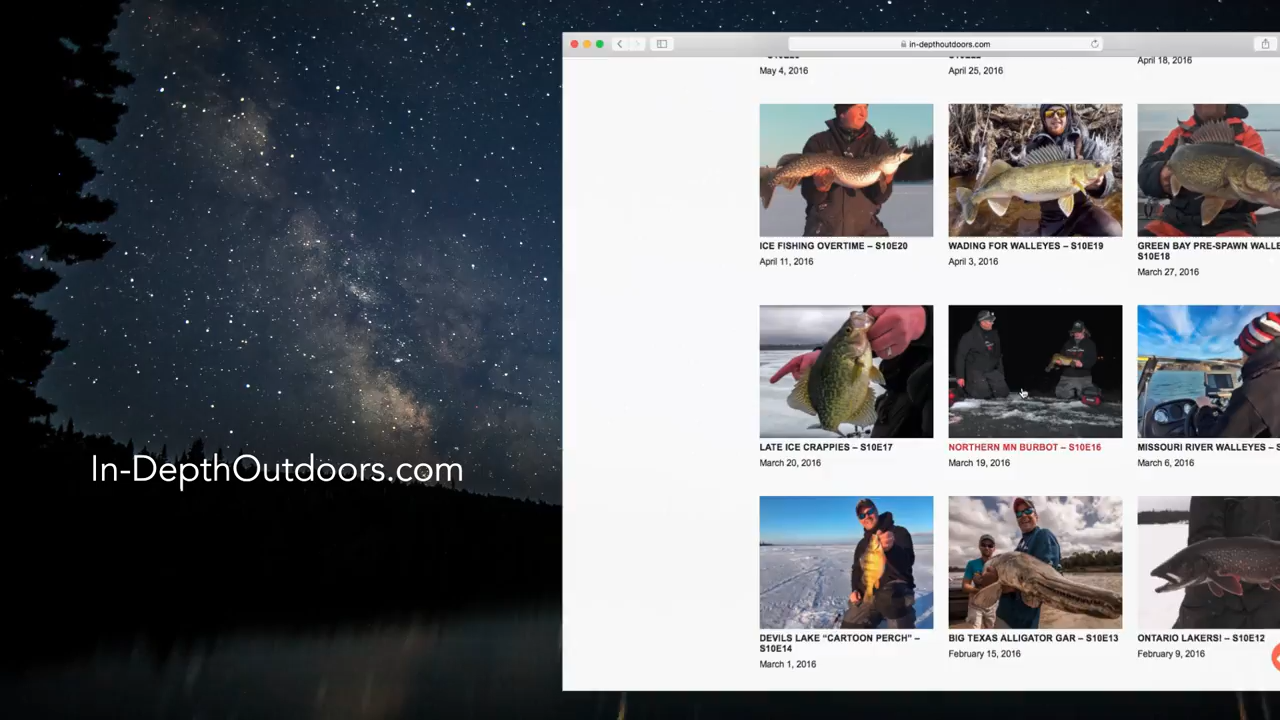 in-depthoutdoors.com
May 4, 2016
April 25, 2016
April 18, 2016
ICE FISHING OVERTIME – S10E20
April 11, 2016
WADING FOR WALLEYES – S10E19
April 3, 2016
GREEN BAY PRE-SPAWN WALLE
S10E18
March 27, 2016
LATE ICE CRAPPIES – S10E17
March 20, 2016
NORTHERN MN BURBOT – S10E16
March 19, 2016
MISSOURI RIVER WALLEYES – S
March 6, 2016
In-DepthOutdoors.com
DEVILS LAKE “CARTOON PERCH” –
S10E14
March 1, 2016
BIG TEXAS ALLIGATOR GAR – S10E13
February 15, 2016
ONTARIO LAKERS! – S10E12
February 9, 2016